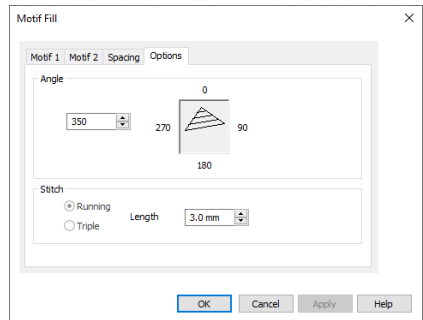 Motif Fill
Motif 1 Motif 2 Spacing Options
Angle
0
350
270
90
180
Stitch
Running
Triple
Length
3.0 mm
OK Cancel Apply Help